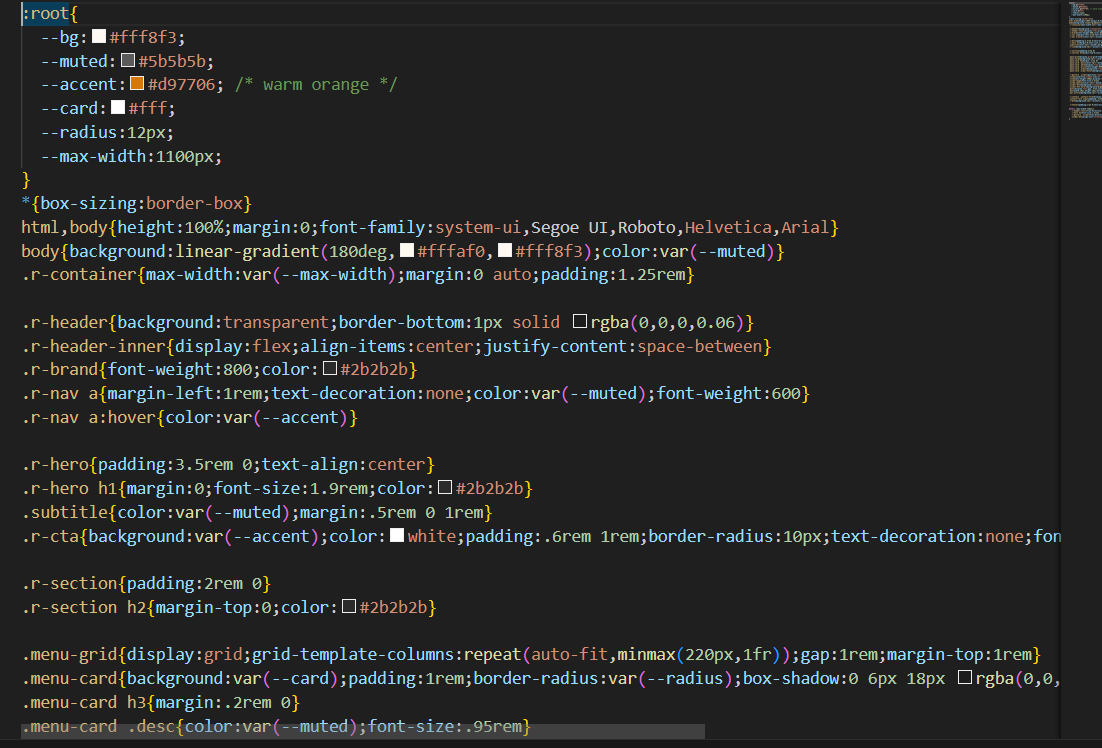 :root{
--bg:#fff8f3;
--muted:#5b5b5b;
--accent:#d97706; /* warm orange */
--card:#fff;
--radius:12px;
--max-width:1100px;
}
*{box-sizing:border-box}
html,body{height:100%;margin:0;font-family:system-ui,Segoe UI,Roboto,Helvetica,Arial}
body{background:linear-gradient(180deg,#fffaf0,#fff8f3);color:var(--muted)}
.r-container{max-width:var(--max-width);margin:0 auto;padding:1.25rem}
.r-header{background:transparent;border-bottom:1px solid rgba(0,0,0,0.06)}
.r-header-inner{display:flex;align-items:center;justify-content:space-between}
.r-brand{font-weight:800;color:#2b2b2b}
.r-nav a{margin-left:1rem;text-decoration:none;color:var(--muted);font-weight:600}
.r-nav a:hover{color:var(--accent)}
.r-hero{padding:3.5rem 0;text-align:center}
.r-hero h1{margin:0;font-size:1.9rem;color:#2b2b2b}
.subtitle{color:var(--muted);margin:.5rem 0 1rem}
.r-cta{background:var(--accent);color:white;padding:.6rem 1rem;border-radius:10px;text-decoration:none;fon
.r-section{padding:2rem 0}
.r-section h2{margin-top:0;color:#2b2b2b}
.menu-grid{display:grid;grid-template-columns:repeat(auto-fit,minmax(220px,1fr));gap:1rem;margin-top:1rem}
.menu-card{background:var(--card);padding:1rem;border-radius:var(--radius);box-shadow:0 6px 18px rgba(0,0,
.menu-card h3{margin:.2rem 0}
.menu-card .desc{color:var(--muted);font-size:.95rem}